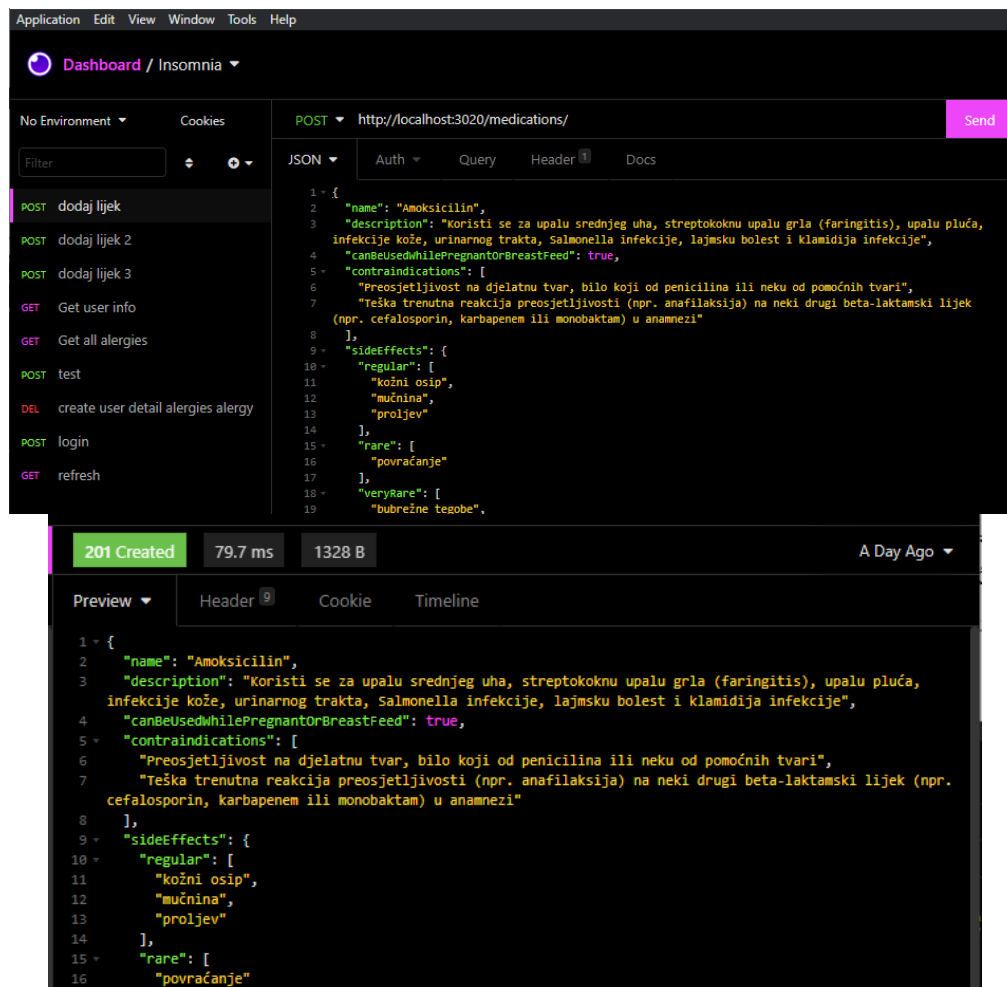 Application Edit View Window Tools Help
Dashboard / Insomnia
No Environment Cookies
POST http://localhost:3020/medications/ Send
Filter
JSON Auth Query Header 1 Docs
POST dodaj lijek
POST dodaj lijek 2
POST dodaj lijek 3
GET Get user info
GET Get all alergies
POST test
DEL create user detail alergies alergy
POST login
GET refresh
1 {
2 "name": "Amoksicilin",
3 "description": "Koristi se za upalu srednjeg uha, streptokoknu upalu grla (faringitis), upalu pluća,
infekcije kože, urinarnog trakta, Salmonella infekcije, lajmsku bolest i klamidija infekcije",
4 "canBeUsedWhilePregnantOrBreastFeed": true,
5 "contraindications": [
6 "Preosjetljivost na djelatnu tvar, bilo koji od penicilina ili neku od pomoćnih tvari",
7 "Teška trenutna reakcija preosjetljivosti (npr. anafilaksija) na neki drugi beta-laktamski lijek
(npr. cefalosporin, karbapenem ili monobaktam) u anamnezi"
8 ],
9 "sideEffects": {
10 "regular": [
11 "kožni osip",
12 "mučnina",
13 "proljev"
14 ],
15 "rare": [
16 "povraćanje"
17 ],
18 "veryRare": [
19 "bubrežne tegobe",
201 Created 79.7 ms 1328 B A Day Ago
Preview Header 9 Cookie Timeline
1 {
2 "name": "Amoksicilin",
3 "description": "Koristi se za upalu srednjeg uha, streptokoknu upalu grla (faringitis), upalu pluća,
infekcije kože, urinarnog trakta, Salmonella infekcije, lajmsku bolest i klamidija infekcije",
4 "canBeUsedWhilePregnantOrBreastFeed": true,
5 "contraindications": [
6 "Preosjetljivost na djelatnu tvar, bilo koji od penicilina ili neku od pomoćnih tvari",
7 "Teška trenutna reakcija preosjetljivosti (npr. anafilaksija) na neki drugi beta-laktamski lijek (npr.
cefalosporin, karbapenem ili monobaktam) u anamnezi"
8 ],
9 "sideEffects": {
10 "regular": [
11 "kožni osip",
12 "mučnina",
13 "proljev"
14 ],
15 "rare": [
16 "povraćanje"